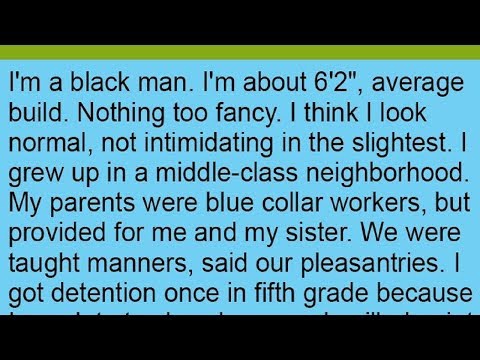 I'm a black man. I'm about 6'2", average
build. Nothing too fancy. I think I look
normal, not intimidating in the slightest. I
grew up in a middle-class neighborhood.
My parents were blue collar workers, but
provided for me and my sister. We were
taught manners, said our pleasantries. I
got detention once in fifth grade because